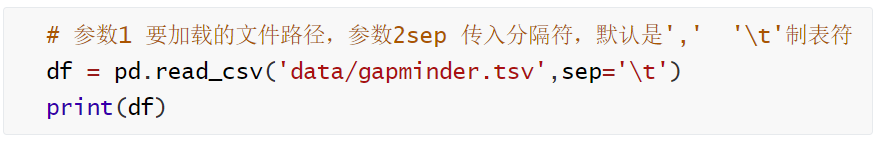 # 参数1 要加载的文件路径，参数2sep 传入分隔符，默认是','  '\t'制表符
df = pd.read_csv('data/gapminder.tsv',sep='\t')
print(df)